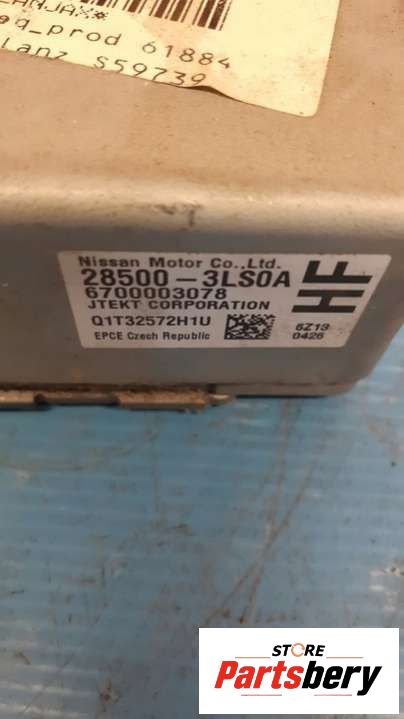 eq_prod 61884
lanz S59739
Nissan Motor Co.,Ltd.
28500-3LS0A
6700003078
JTEKT CORPORATION
Q1T32572H1U
EPCE Czech Republic
HF
6Z19
0426
STORE
Partsbery